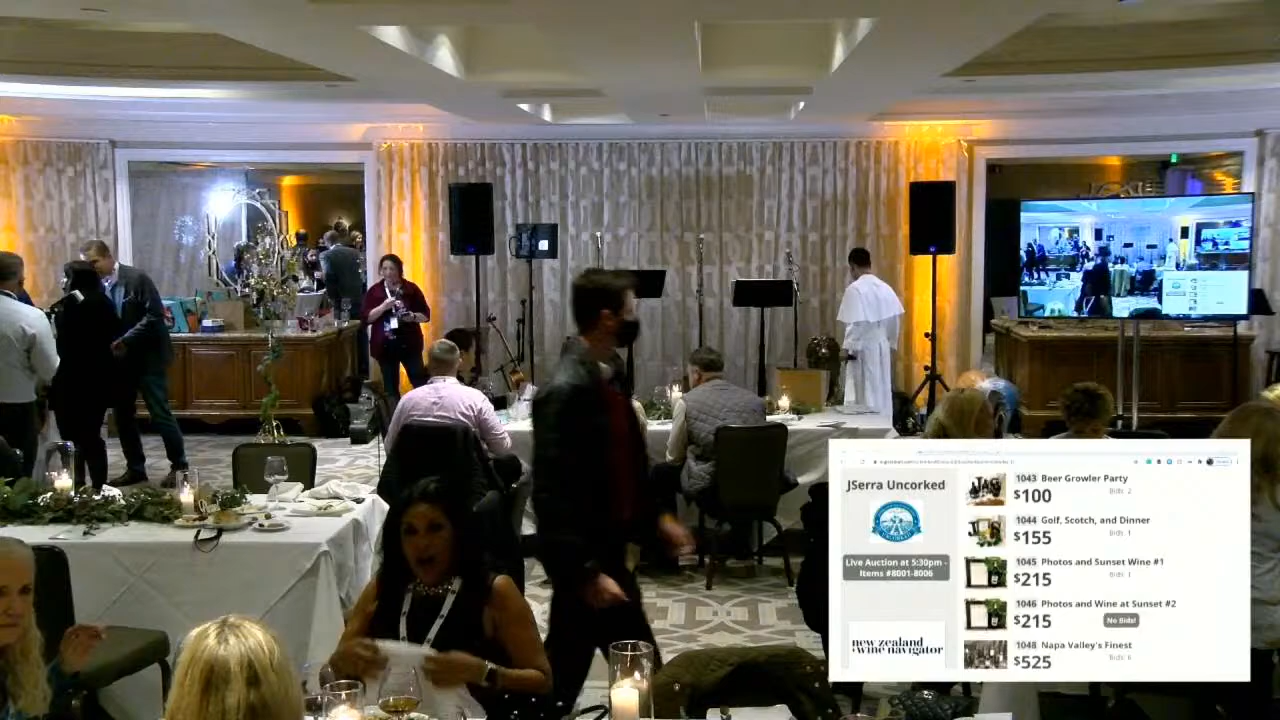 JSerra Uncorked
Live Auction at 5:30pm -
Items #8001-8006
new zealand
wine navigator
1043 Beer Growler Party
$100
Bids: 2
1044 Golf, Scotch, and Dinner
$155
Bids: 1
1045 Photos and Sunset Wine #1
$215
Bids: 1
1046 Photos and Wine at Sunset #2
$215
No Bids!
1048 Napa Valley's Finest
$525
Bids: 6